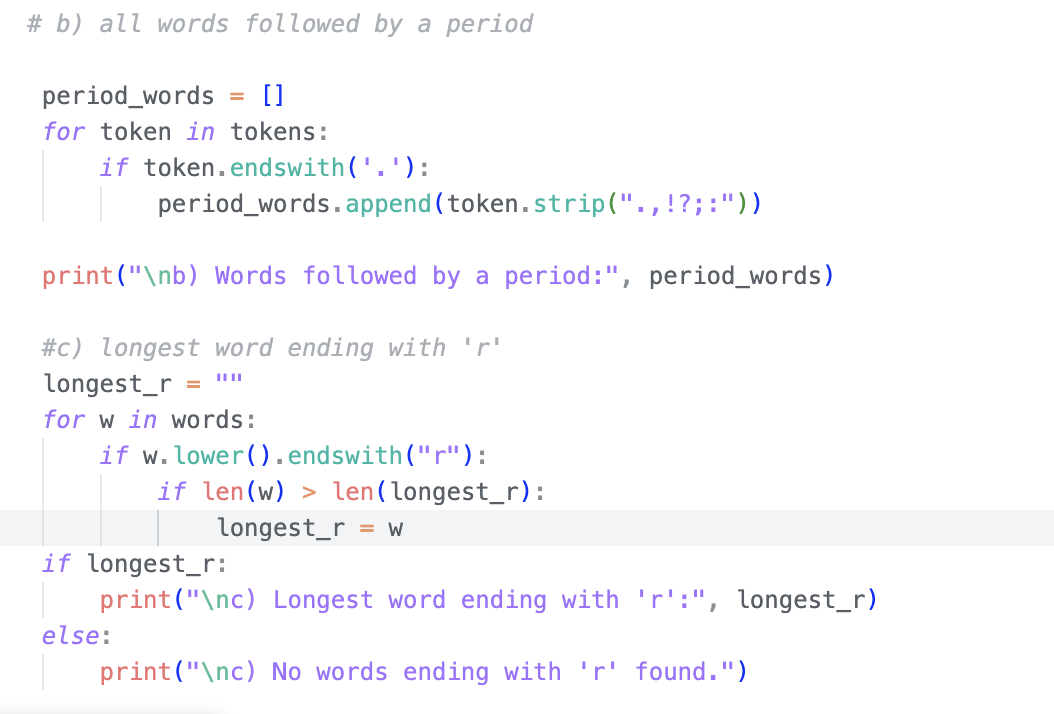 # b) all words followed by a period
period_words = []
for token in tokens:
    if token.endswith('.'):
        period_words.append(token.strip(".,!?;:"))
print("\nb) Words followed by a period:", period_words)
#c) longest word ending with 'r'
longest_r = ""
for w in words:
    if w.lower().endswith("r"):
        if len(w) > len(longest_r):
            longest_r = w
if longest_r:
    print("\nc) Longest word ending with 'r':", longest_r)
else:
    print("\nc) No words ending with 'r' found.")